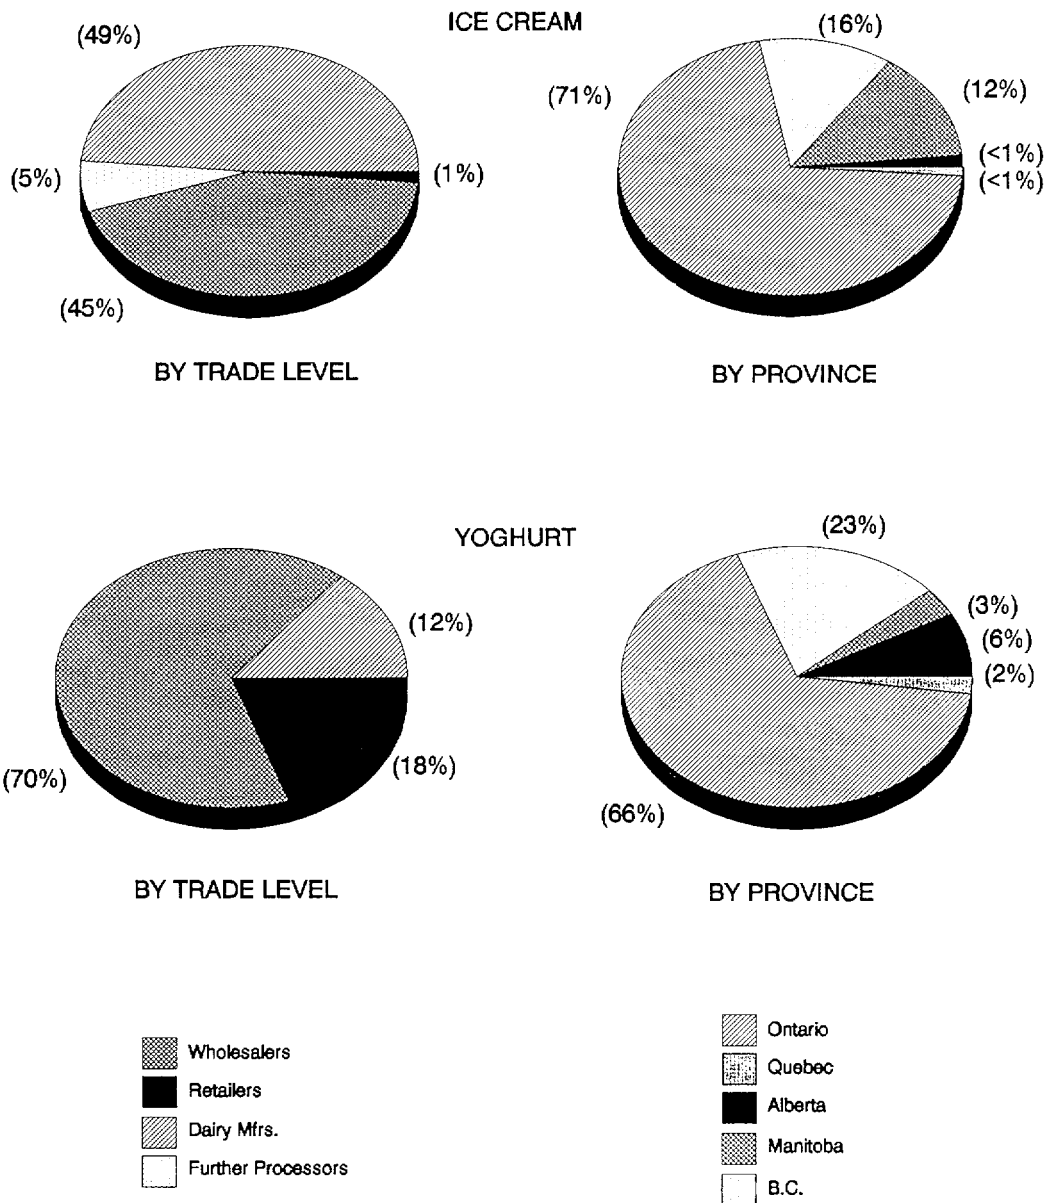 ICE CREAM
(49%)
(5%)
(1%)
(45%)
BY TRADE LEVEL
(16%)
(71%)
(12%)
(<1%)
(<1%)
BY PROVINCE
YOGHURT
(12%)
(70%)
(18%)
BY TRADE LEVEL
(23%)
(3%)
(6%)
(2%)
(66%)
BY PROVINCE
Wholesalers
Retailers
Dairy Mfrs.
Further Processors
Ontario
Quebec
Alberta
Manitoba
B.C.